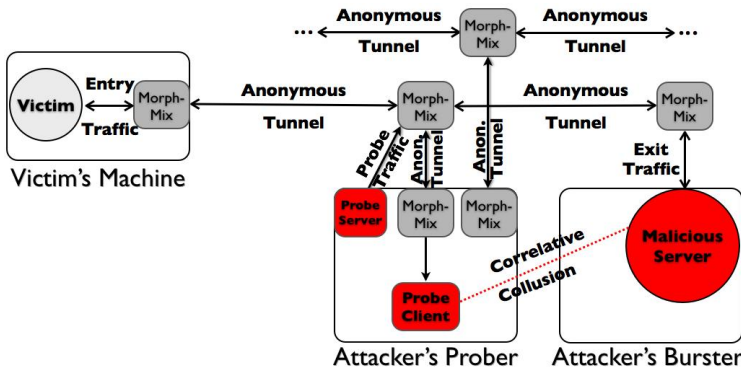 Anonymous
Tunnel
Morph-
Mix
Anonymous
Tunnel
...
...
Victim
Entry
Traffic
Morph-
Mix
Anonymous
Tunnel
Morph-
Mix
Anonymous
Tunnel
Morph-
Mix
Victim's Machine
Probe
Traffic
Anon.
Tunnel
Anon.
Tunnel
Exit
Traffic
Probe
Server
Morph-
Mix
Morph-
Mix
Malicious
Server
Correlative
Collusion
Probe
Client
Attacker's Prober
Attacker's Burster